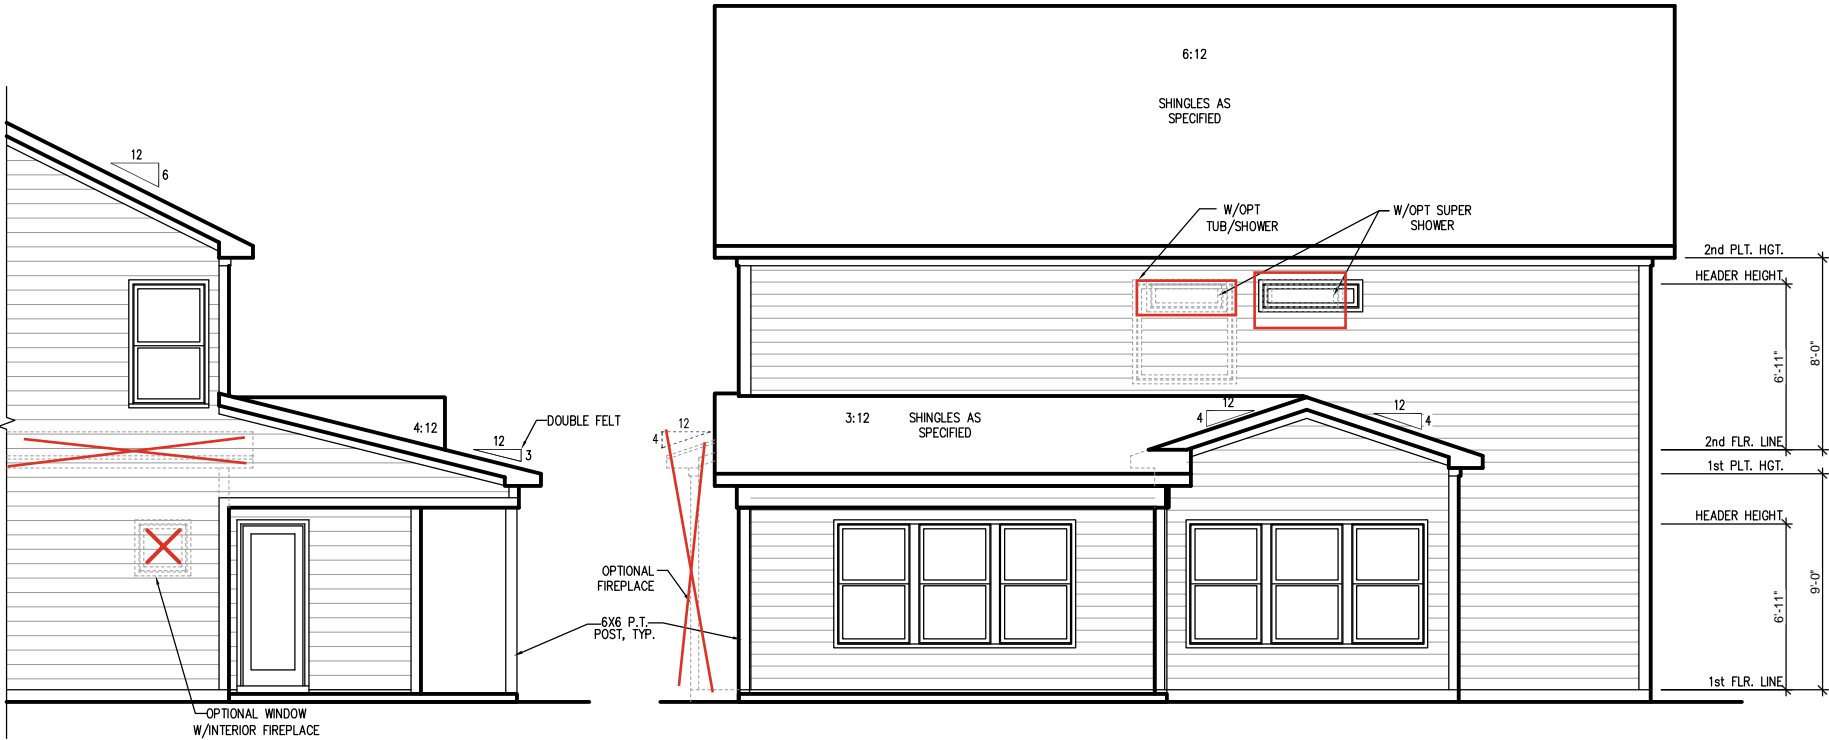 12
6
4:12
12
3
DOUBLE FELT
OPTIONAL WINDOW
W/INTERIOR FIREPLACE
6:12
SHINGLES AS
SPECIFIED
W/OPT
TUB/SHOWER
W/OPT SUPER
SHOWER
12
4
3:12
SHINGLES AS
SPECIFIED
12
4
12
4
OPTIONAL
FIREPLACE
6X6 P.T.
POST, TYP.
2nd PLT. HGT.
HEADER HEIGHT
6'-11"
8'-0"
2nd FLR. LINE
1st PLT. HGT.
HEADER HEIGHT
6'-11"
9'-0"
1st FLR. LINE